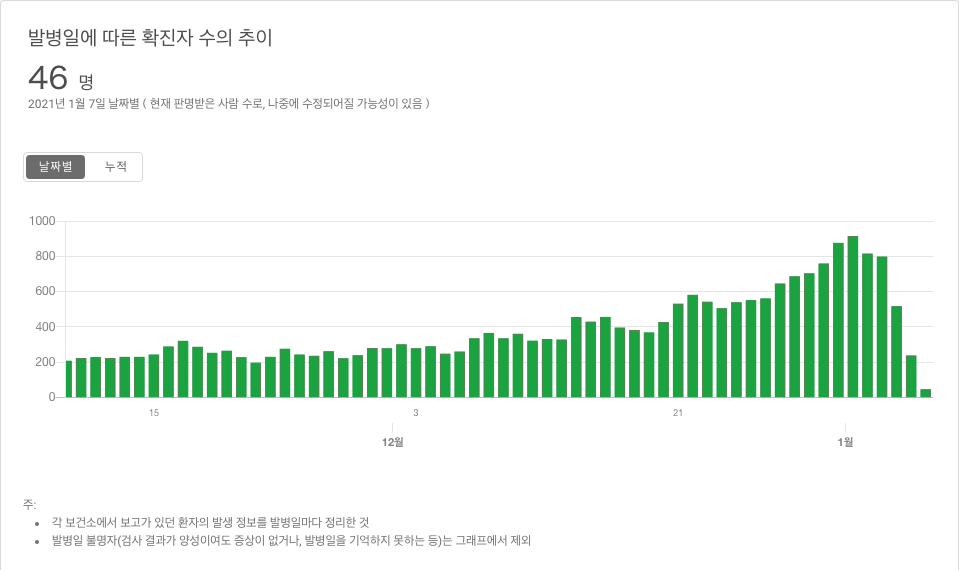 발병일에 따른 확진자 수의 추이
46 명
2021년 1월 7일 날짜별 ( 현재 판명받은 사람 수로, 나중에 수정되어질 가능성이 있음 )
날짜별 누적
1000
800
600
400
200
0
15 3 21
12월 1월
주:
• 각 보건소에서 보고가 있던 환자의 발생 정보를 발병일마다 정리한 것
• 발병일 불명자(검사 결과가 양성이여도 증상이 없거나, 발병일을 기억하지 못하는 등)는 그래프에서 제외